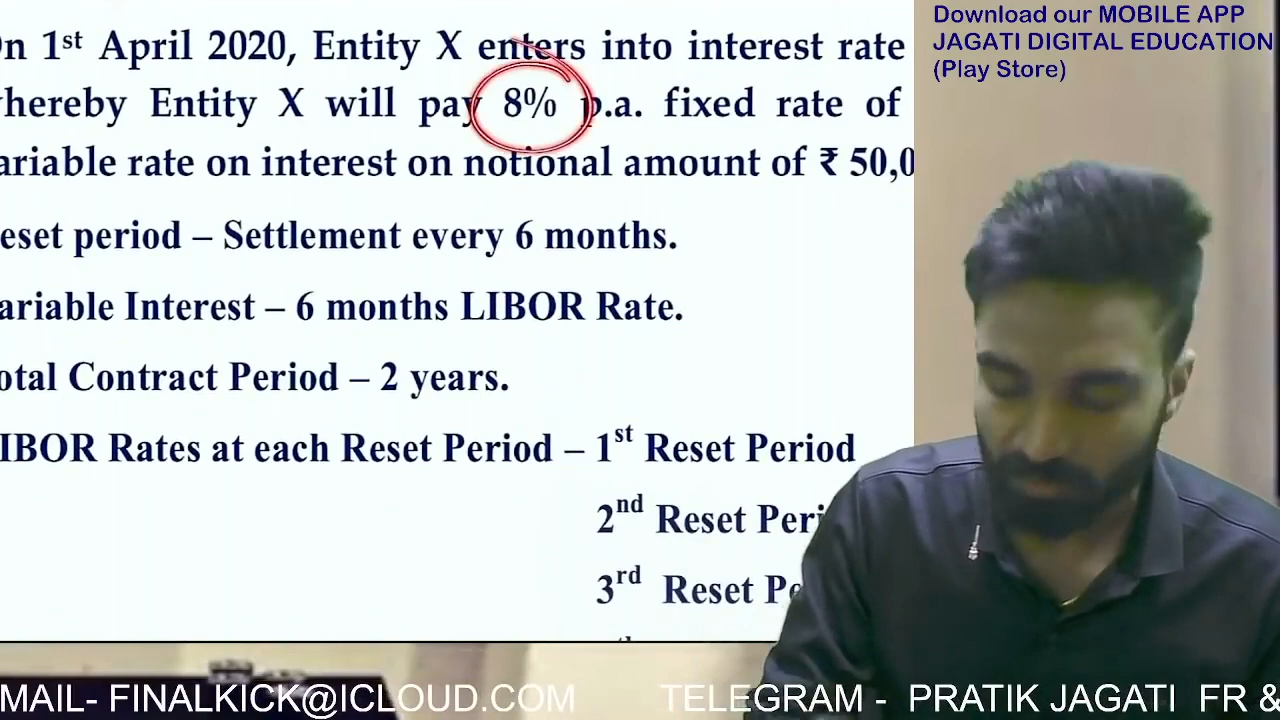 Download our MOBILE APP
JAGATI DIGITAL EDUCATION
(Play Store)
n 1st April 2020, Entity X enters into interest rate
hereby Entity X will pay 8% p.a. fixed rate of
ariable rate on interest on notional amount of ₹ 50,0
eset period – Settlement every 6 months.
ariable Interest – 6 months LIBOR Rate.
otal Contract Period – 2 years.
IBOR Rates at each Reset Period – 1st Reset Period
2nd Reset Peri
3rd Reset Pe
MAIL- FINALKICK@ICLOUD.COM TELEGRAM - PRATIK JAGATI FR &